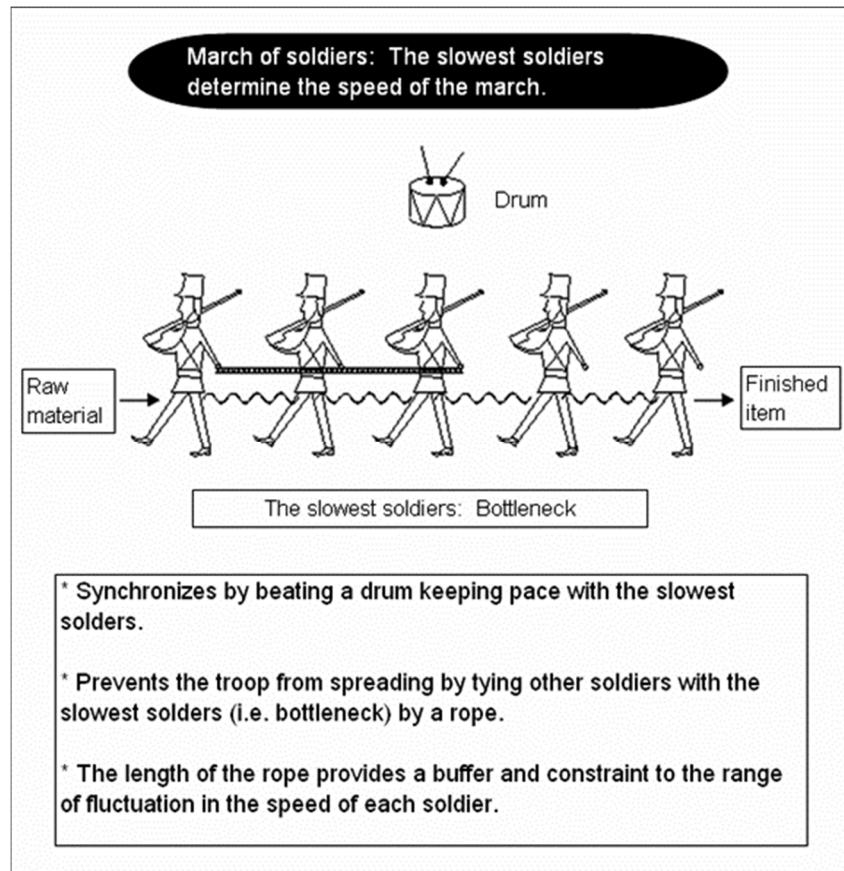 March of soldiers: The slowest soldiers
determine the speed of the march.
Drum
Raw
material
Finished
item
The slowest soldiers: Bottleneck
* Synchronizes by beating a drum keeping pace with the slowest
solders.
* Prevents the troop from spreading by tying other soldiers with the
slowest solders (i.e. bottleneck) by a rope.
* The length of the rope provides a buffer and constraint to the range
of fluctuation in the speed of each soldier.